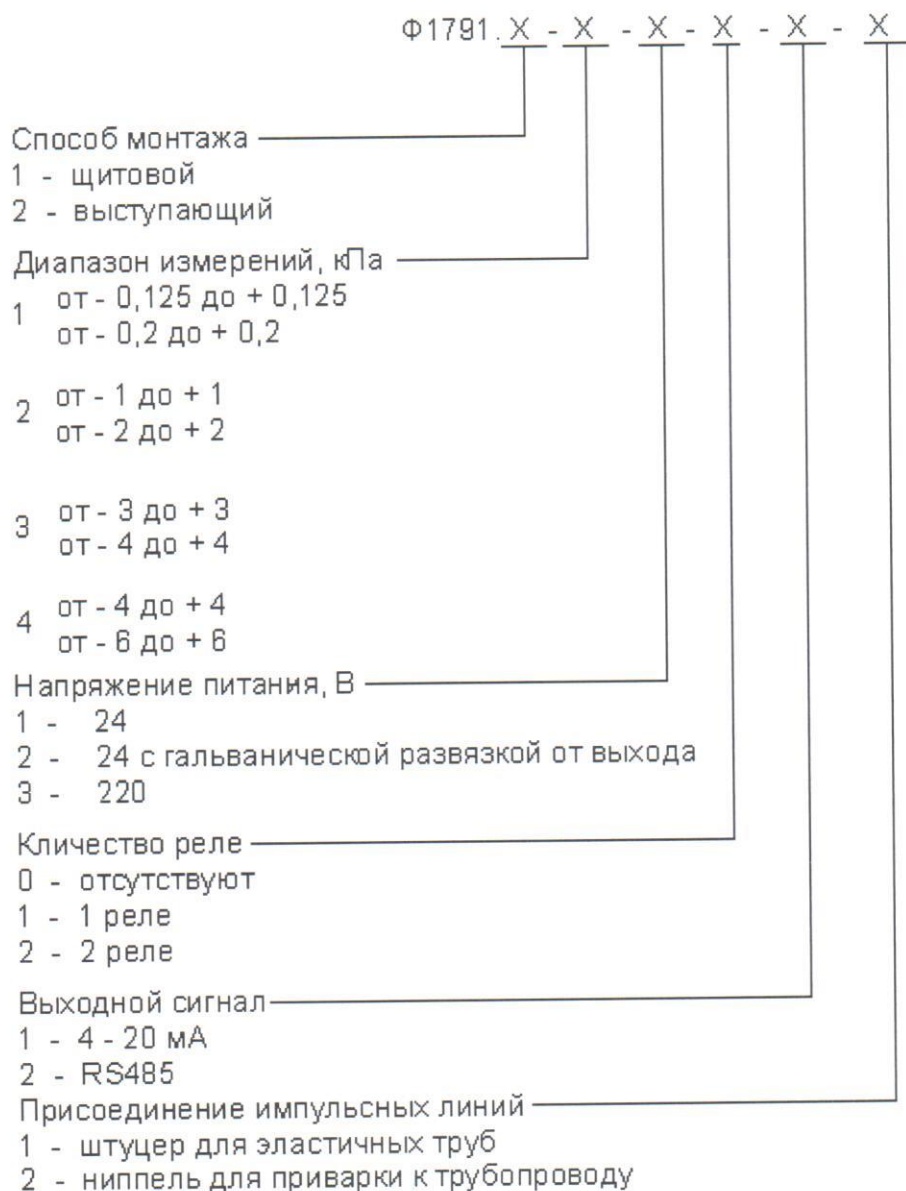 Ф1791. X - X - X - X - X - X
Способ монтажа
1 - щитовой
2 - выступающий
Диапазон измерений, кПа
1 от - 0,125 до + 0,125
от - 0,2 до + 0,2
2 от - 1 до + 1
от - 2 до + 2
3 от - 3 до + 3
от - 4 до + 4
4 от - 4 до + 4
от - 6 до + 6
Напряжение питания, В
1 - 24
2 - 24 с гальванической развязкой от выхода
3 - 220
Кличество реле
0 - отсутствуют
1 - 1 реле
2 - 2 реле
Выходной сигнал
1 - 4 - 20 мА
2 - RS485
Присоединение импульсных линий
1 - штуцер для эластичных труб
2 - ниппель для приварки к трубопроводу